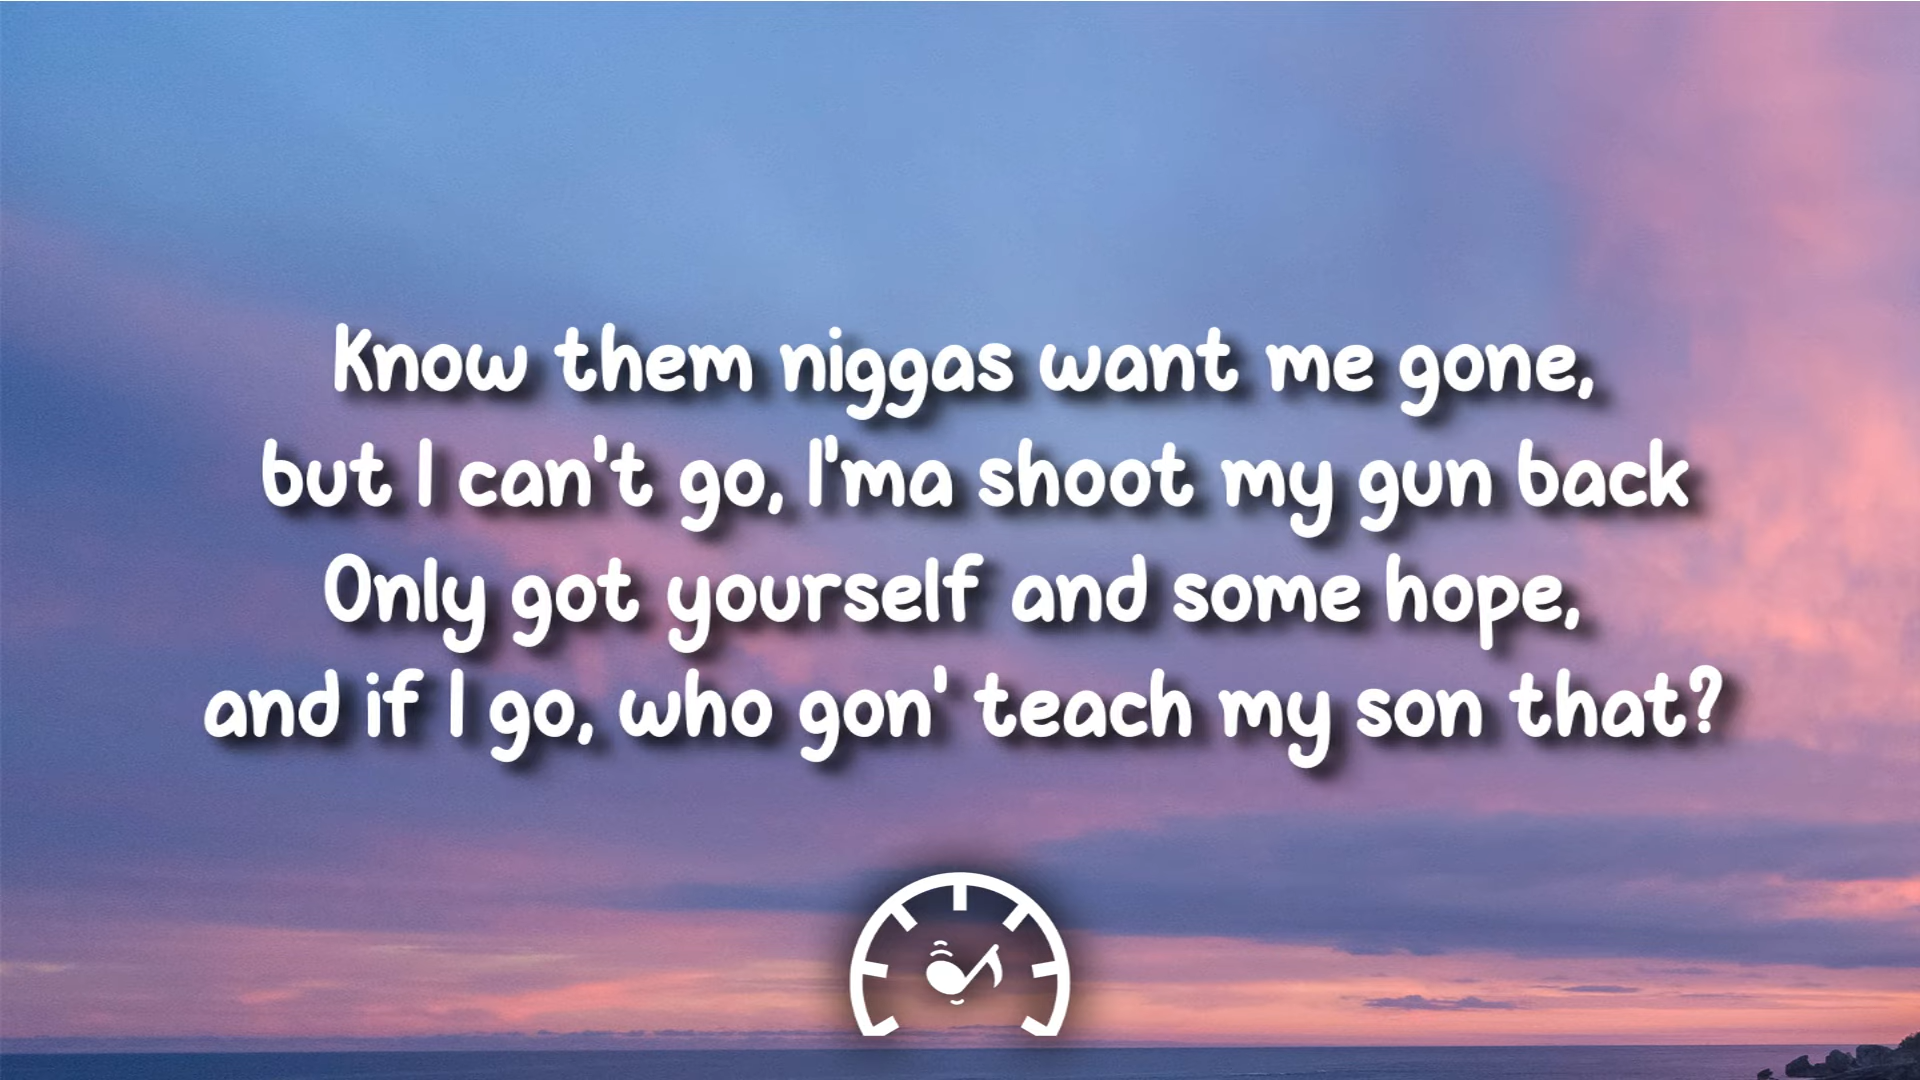 Know them niggas want me gone,
but I can't go, I'ma shoot my gun back
Only got yourself and some hope,
and if I go, who gon' teach my son that?